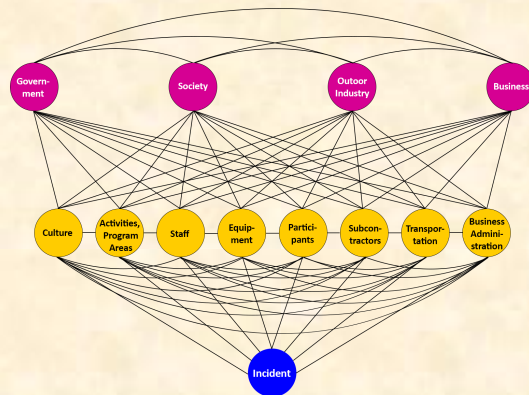 Govern-
ment
Society
Outoor
Industry
Business
Culture
Activities,
Program
Areas
Staff
Equip-
ment
Partici-
pants
Subcon-
tractors
Transpor-
tation
Business
Admini-
stration
Incident